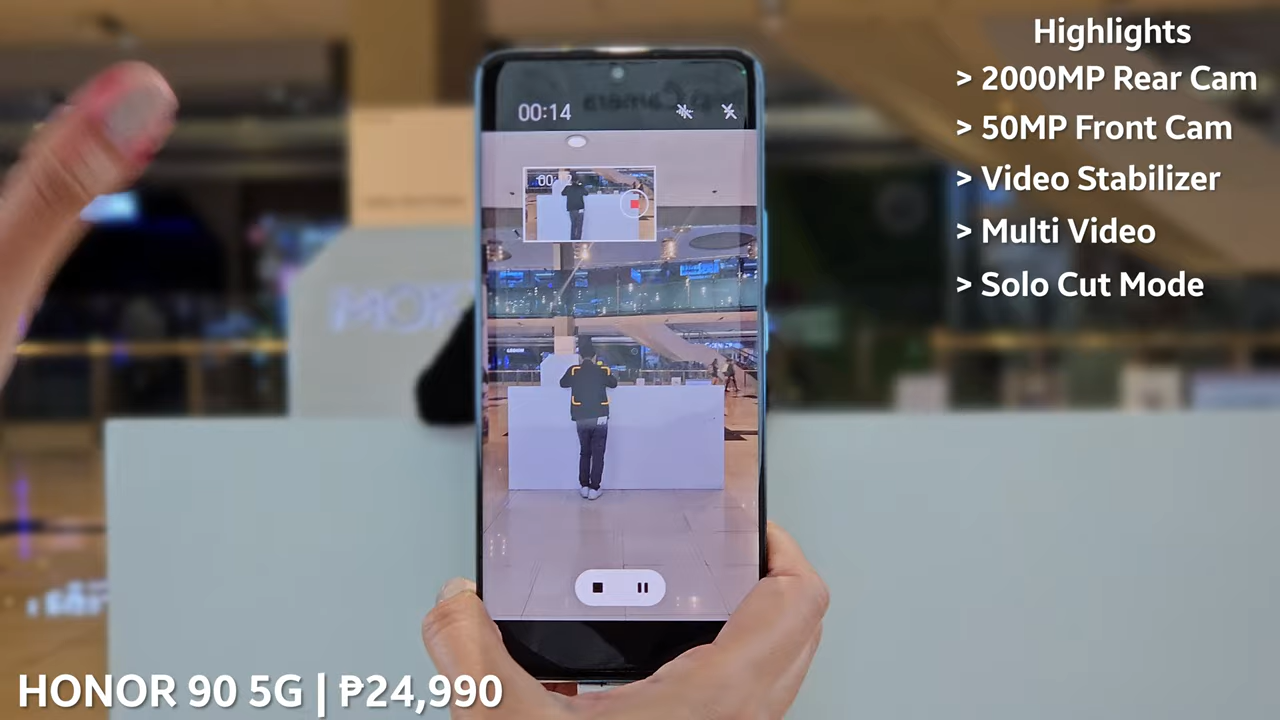 Highlights
> 2000MP Rear Cam
> 50MP Front Cam
> Video Stabilizer
> Multi Video
> Solo Cut Mode
00:14
HONOR 90 5G | ₱24,990